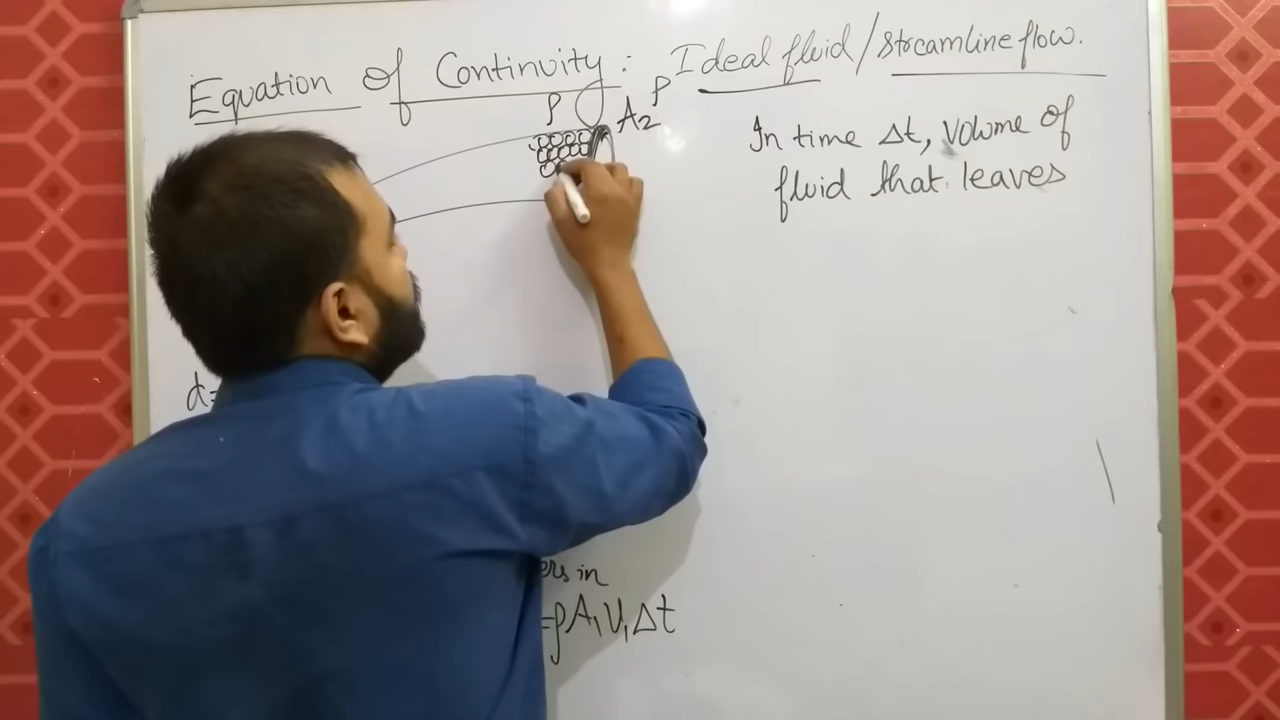 Equation of Continuity : Ideal fluid / streamline flow.
ρ ρ
A₂
In time Δt, Volume of
fluid that leaves
d=
ers in
=ρA₁V₁Δt